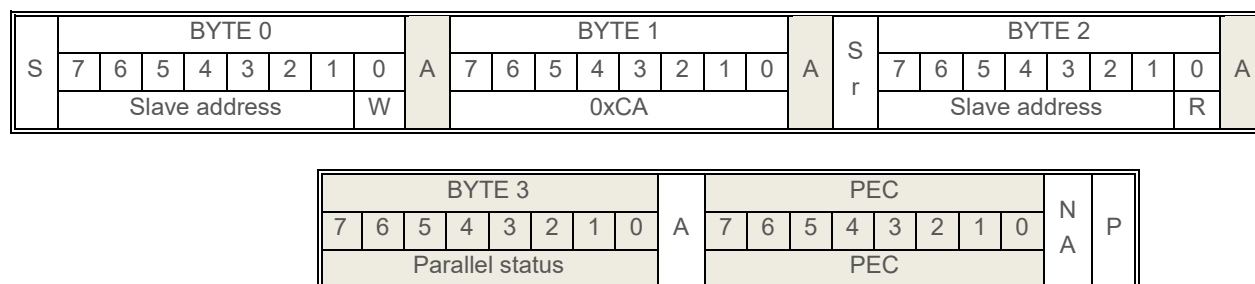 BYTE 0 BYTE 1 BYTE 2
S 7 6 5 4 3 2 1 0 A 7 6 5 4 3 2 1 0 A Sr 7 6 5 4 3 2 1 0 A
Slave address W 0xCA Slave address R
BYTE 3 PEC
7 6 5 4 3 2 1 0 A 7 6 5 4 3 2 1 0 NA P
Parallel status PEC